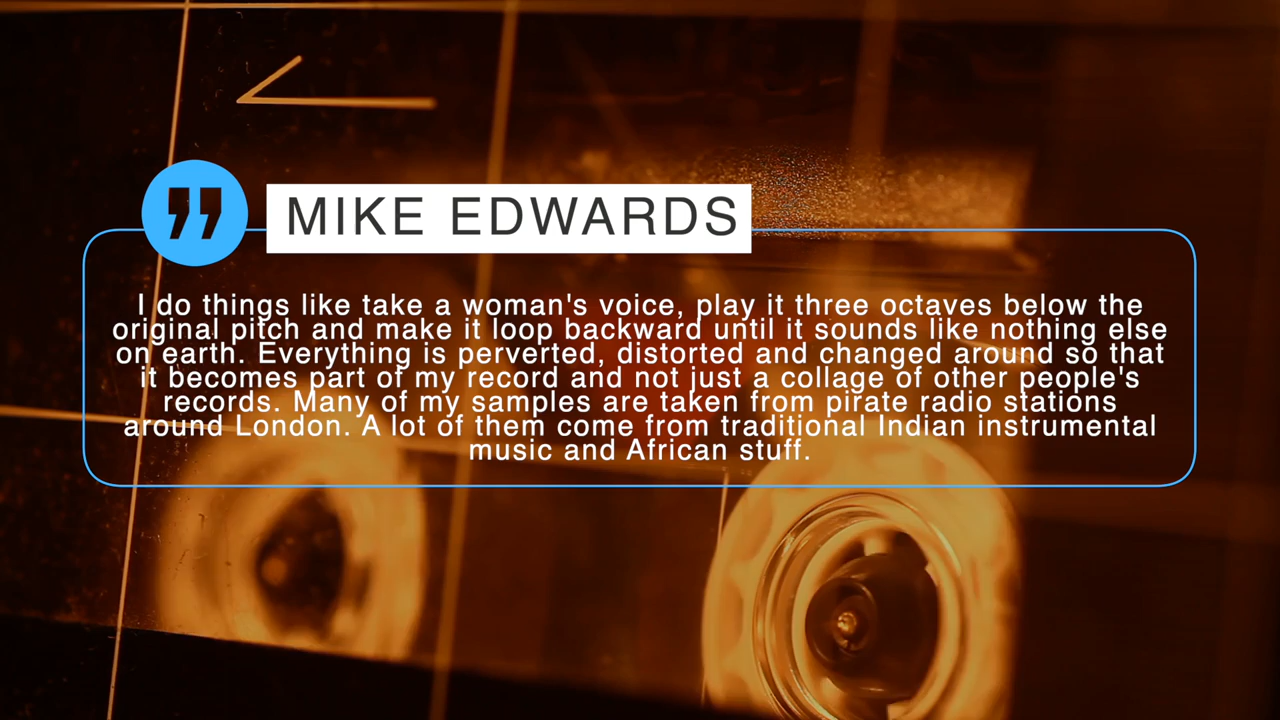 MIKE EDWARDS
I do things like take a woman's voice, play it three octaves below the
original pitch and make it loop backward until it sounds like nothing else
on earth. Everything is perverted, distorted and changed around so that
it becomes part of my record and not just a collage of other people's
records. Many of my samples are taken from pirate radio stations
around London. A lot of them come from traditional Indian instrumental
music and African stuff.